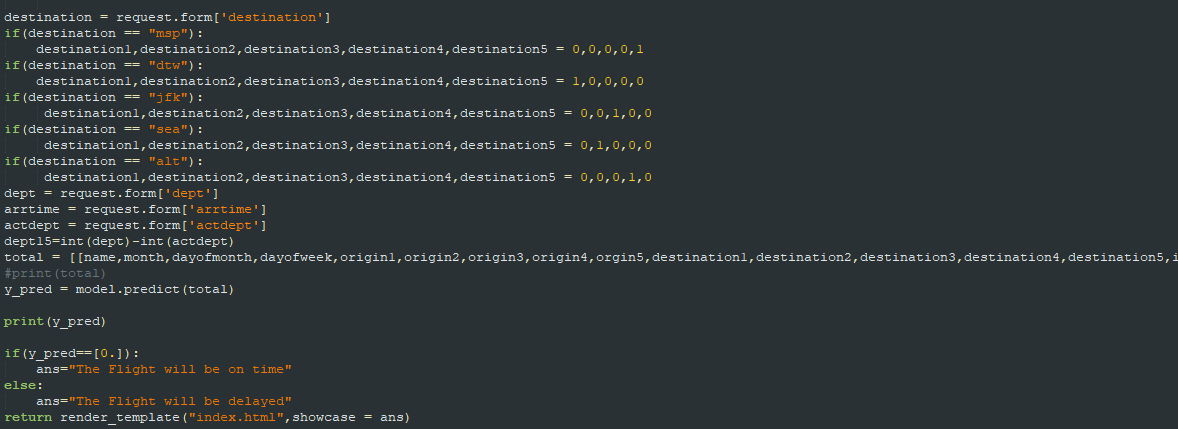 destination = request.form['destination']
if(destination == "msp"):
    destination1,destination2,destination3,destination4,destination5 = 0,0,0,0,1
if(destination == "dtw"):
    destination1,destination2,destination3,destination4,destination5 = 1,0,0,0,0
if(destination == "jfk"):
     destination1,destination2,destination3,destination4,destination5 = 0,0,1,0,0
if(destination == "sea"):
     destination1,destination2,destination3,destination4,destination5 = 0,1,0,0,0
if(destination == "alt"):
     destination1,destination2,destination3,destination4,destination5 = 0,0,0,1,0
dept = request.form['dept']
arrtime = request.form['arrtime']
actdept = request.form['actdept']
dept15=int(dept)-int(actdept)
total = [[name,month,dayofmonth,dayofweek,origin1,origin2,origin3,origin4,orgin5,destination1,destination2,destination3,destination4,destination5,i
#print(total)
y_pred = model.predict(total)
print(y_pred)
if(y_pred==[0.]):
    ans="The Flight will be on time"
else:
    ans="The Flight will be delayed"
return render_template("index.html",showcase = ans)